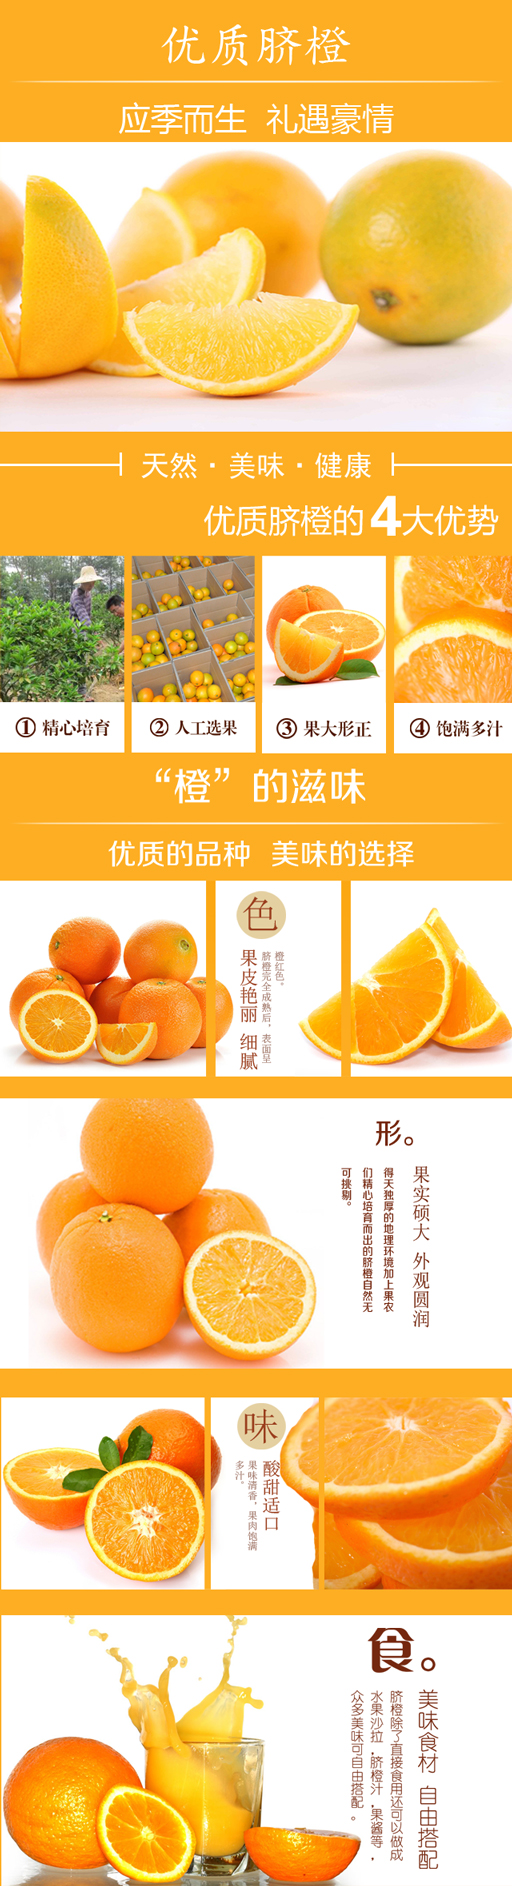 优质脐橙
应季而生 礼遇豪情
天然·美味·健康
优质脐橙的4大优势
① 精心培育
② 人工选果
③ 果大形正
④ 饱满多汁
“橙”的滋味
优质的品种 美味的选择
色
橙红色。
脐橙完全成熟后，表面呈
果皮艳丽 细腻
形。
果实硕大 外观圆润
得天独厚的地理环境加上果农
们精心培育而出的脐橙自然无
可挑剔。
味
酸甜适口
果味清香，果肉饱满
多汁。
食。
美味食材 自由搭配
脐橙除了直接食用还可以做成
水果沙拉，脐橙汁，果酱等，
众多美味可自由搭配。